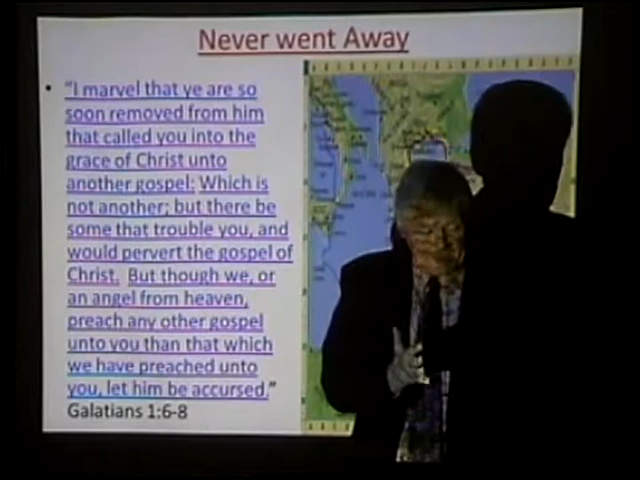 Never went Away
• "I marvel that ye are so
soon removed from him
that called you into the
grace of Christ unto
another gospel: Which is
not another; but there be
some that trouble you, and
would pervert the gospel of
Christ. But though we, or
an angel from heaven,
preach any other gospel
unto you than that which
we have preached unto
you, let him be accursed."
Galatians 1:6-8